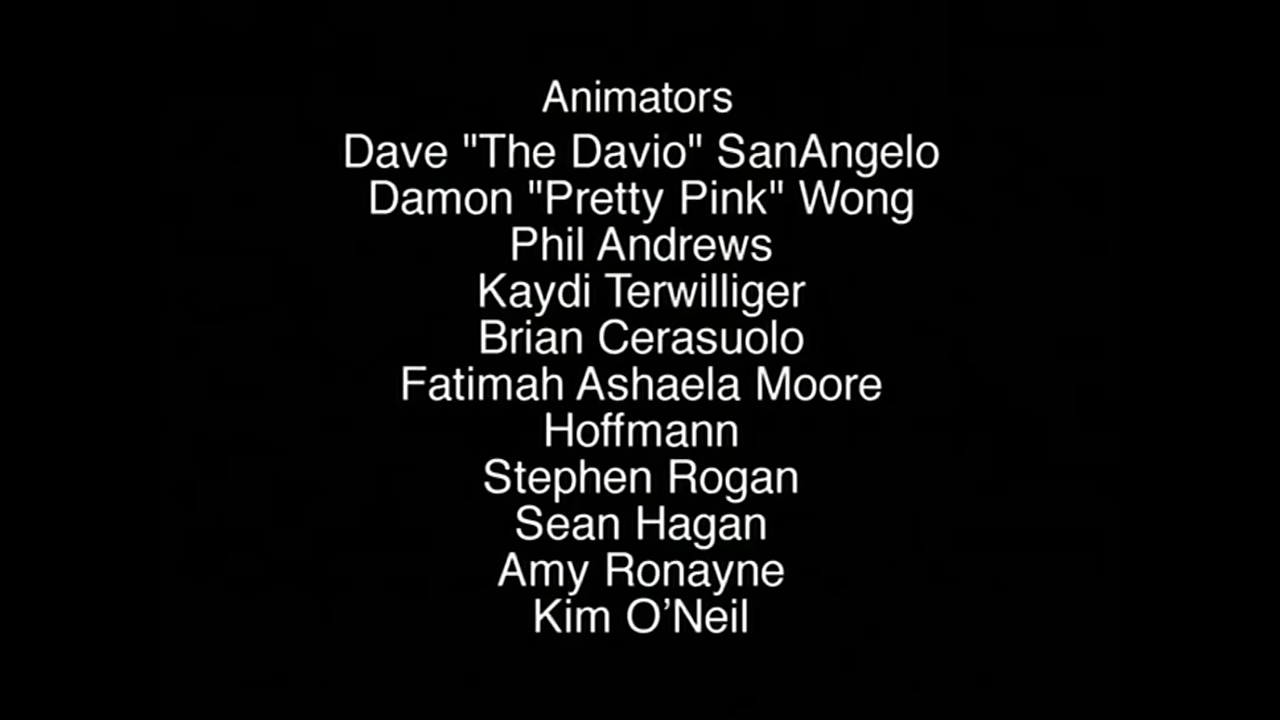 Animators
Dave "The Davio" SanAngelo
Damon "Pretty Pink" Wong
Phil Andrews
Kaydi Terwilliger
Brian Cerasuolo
Fatimah Ashaela Moore
Hoffmann
Stephen Rogan
Sean Hagan
Amy Ronayne
Kim O’Neil